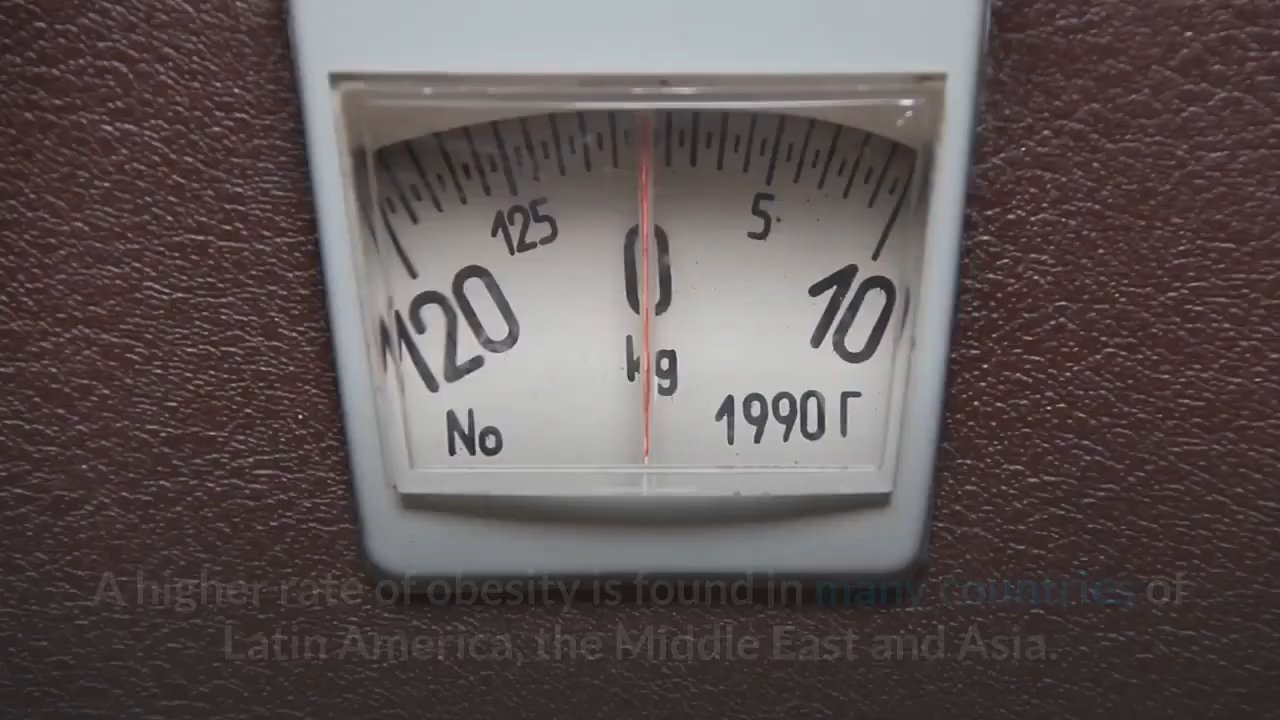 125
5
0
120
10
kg
1990 Г
No
A higher rate of obesity is found in many countries of
Latin America, the Middle East and Asia.